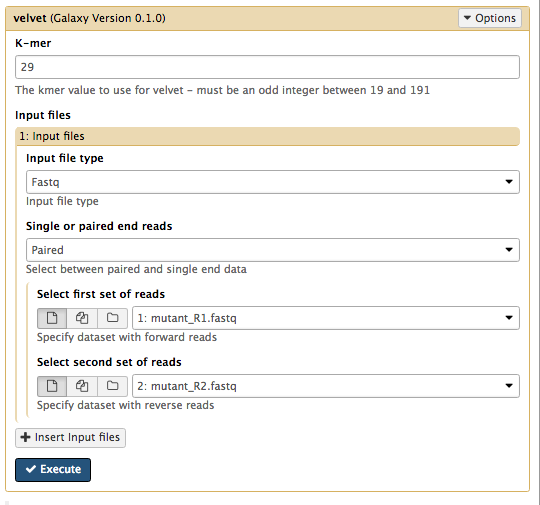 velvet (Galaxy Version 0.1.0)
Options
K-mer
29
The kmer value to use for velvet - must be an odd integer between 19 and 191
Input files
1: Input files
Input file type
Fastq
Input file type
Single or paired end reads
Paired
Select between paired and single end data
Select first set of reads
1: mutant_R1.fastq
Specify dataset with forward reads
Select second set of reads
2: mutant_R2.fastq
Specify dataset with reverse reads
Insert Input files
Execute